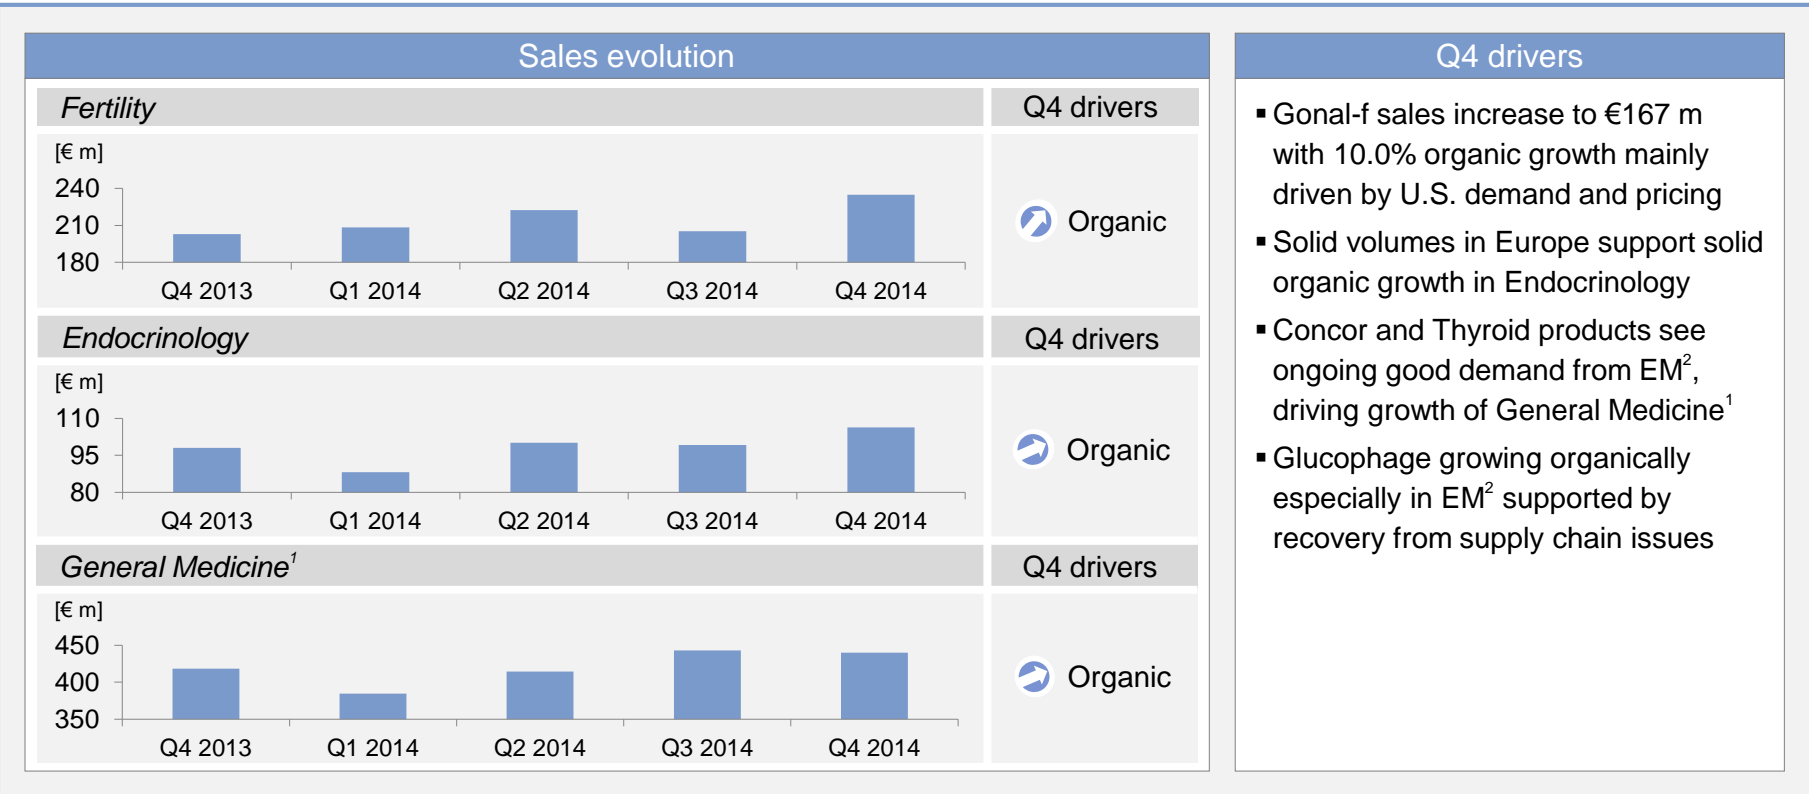 Sales evolution
Fertility
Q4 drivers
[€ m]
240
210
180
Q4 2013 Q1 2014 Q2 2014 Q3 2014 Q4 2014
Organic
Endocrinology
Q4 drivers
[€ m]
110
95
80
Q4 2013 Q1 2014 Q2 2014 Q3 2014 Q4 2014
Organic
General Medicine¹
Q4 drivers
[€ m]
450
400
350
Q4 2013 Q1 2014 Q2 2014 Q3 2014 Q4 2014
Organic
Q4 drivers
▪ Gonal-f sales increase to €167 m
with 10.0% organic growth mainly
driven by U.S. demand and pricing
▪ Solid volumes in Europe support solid
organic growth in Endocrinology
▪ Concor and Thyroid products see
ongoing good demand from EM²,
driving growth of General Medicine¹
▪ Glucophage growing organically
especially in EM² supported by
recovery from supply chain issues